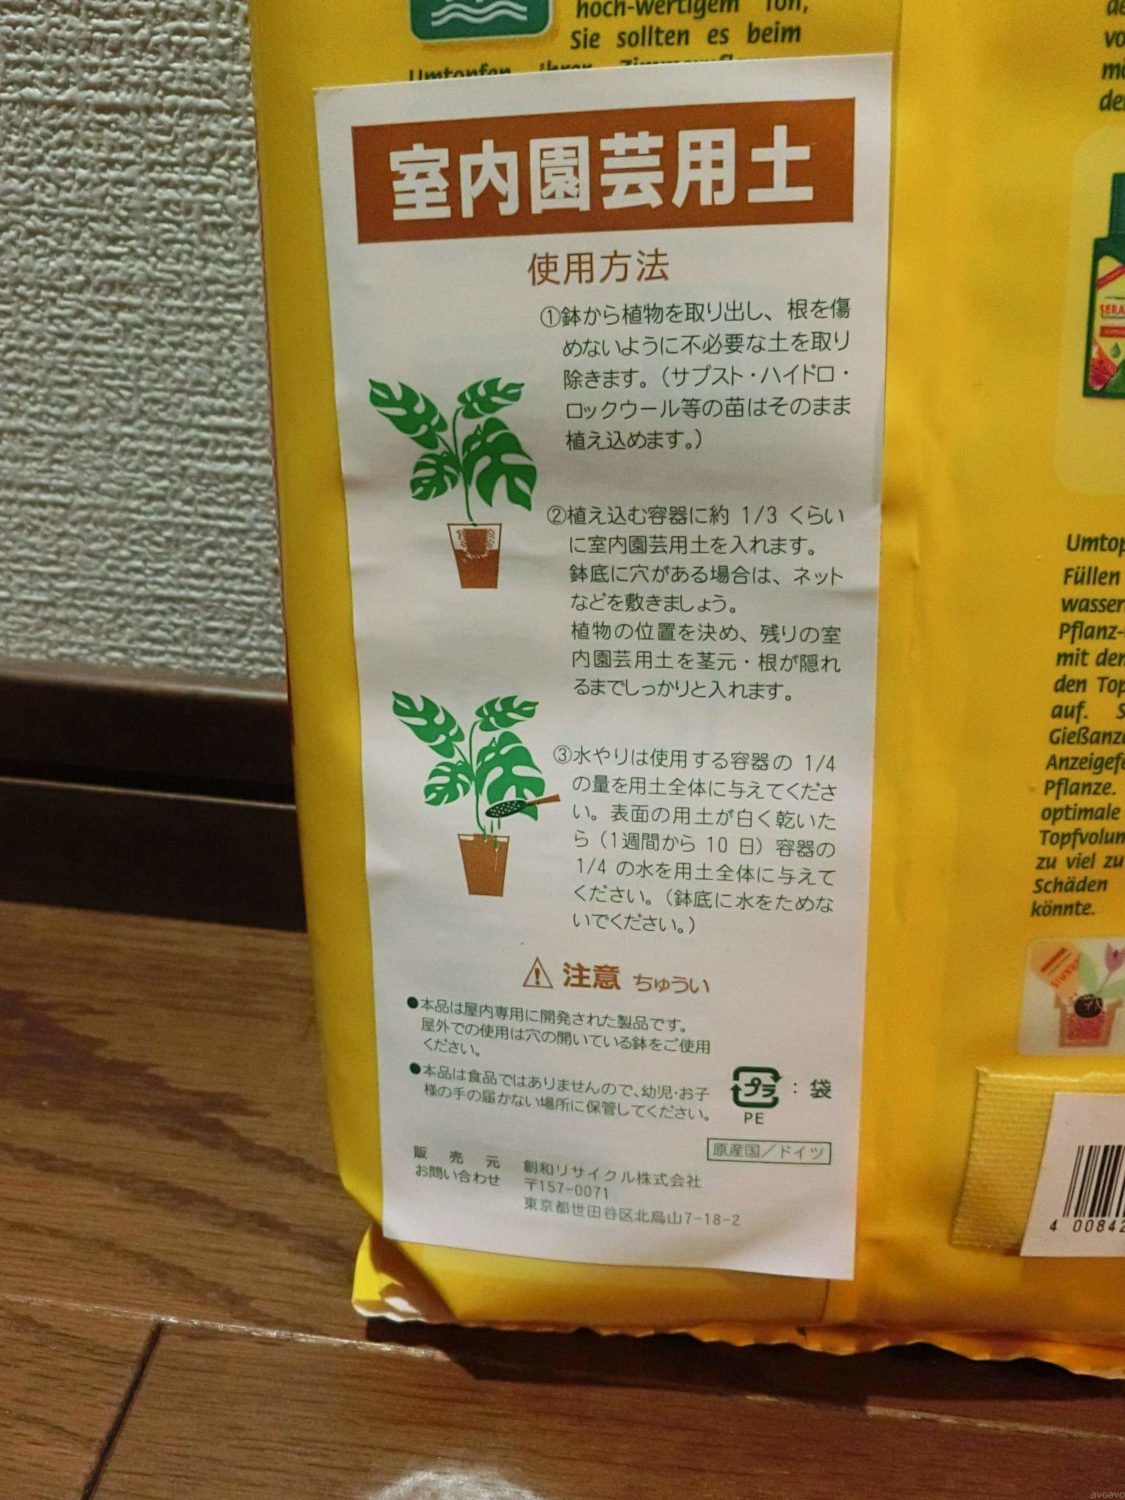 hoch-wertigem Ton,
Sie sollten es beim
Umtopfen Ihrer
室内園芸用土
使用方法
①鉢から植物を取り出し、根を傷
めないように不必要な土を取り
除きます。（サブスト・ハイドロ・
ロックウール等の苗はそのまま
植え込めます。）
②植え込む容器に約 1/3 くらい
に室内園芸用土を入れます。
鉢底に穴がある場合は、ネット
などを敷きましょう。
植物の位置を決め、残りの室
内園芸用土を茎元・根が隠れ
るまでしっかりと入れます。
③水やりは使用する容器の 1/4
の量を用土全体に与えてくださ
い。表面の用土が白く乾いた
ら（1週間から 10 日）容器の
1/4 の水を用土全体に与えて
ください。（鉢底に水をためな
いでください。）
注意 ちゅうい
●本品は屋内専用に開発された製品です。
屋外での使用は穴の開いている鉢をご使用
ください。
●本品は食品ではありませんので、幼児・お子
様の手の届かない場所に保管してください。
プラ：袋
PE
原産国／ドイツ
販売元 創和リサイクル株式会社
お問い合わせ 〒157-0071
東京都世田谷区北烏山7-18-2
Füllen
mit
den
auf.
Pflanze.
optimale
zu viel zu
Schäden
könnte.
4 00842
avoavo